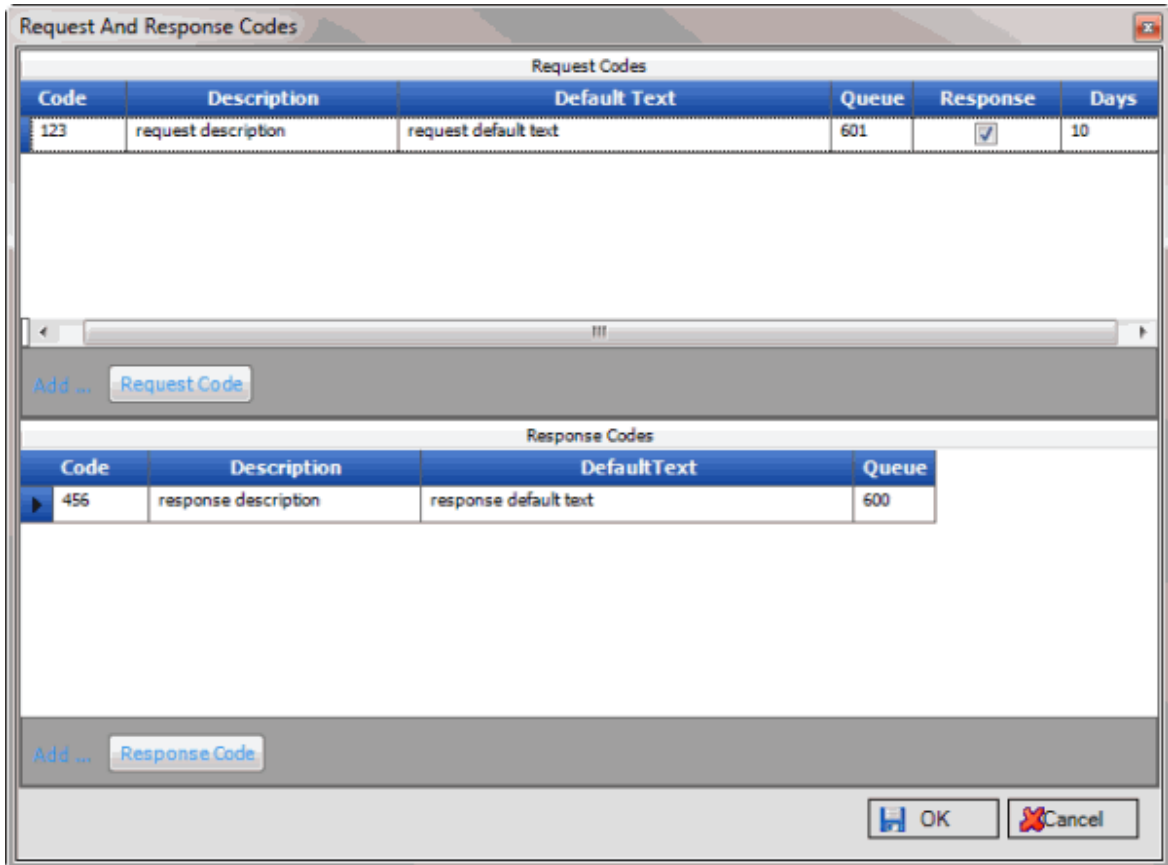 Request And Response Codes
Request Codes
Code Description Default Text Queue Response Days
123 request description request default text 601 10
Add ... Request Code
Response Codes
Code Description DefaultText Queue
456 response description response default text 600
Add ... Response Code
OK Cancel